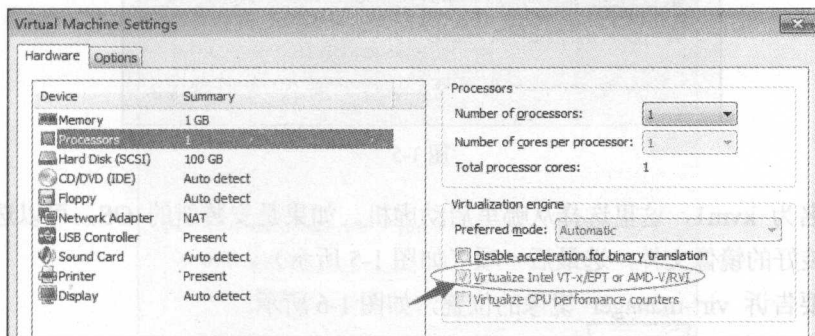 Virtual Machine Settings
Hardware Options
Device Summary
Memory 1 GB
Processors 1
Hard Disk (SCSI) 100 GB
CD/DVD (IDE) Auto detect
Floppy Auto detect
Network Adapter NAT
USB Controller Present
Sound Card Auto detect
Printer Present
Display Auto detect
Processors
Number of processors: 1
Number of cores per processor: 1
Total processor cores: 1
Virtualization engine
Preferred mode: Automatic
Disable acceleration for binary translation
Virtualize Intel VT-x/EPT or AMD-V/RVI
Virtualize CPU performance counters